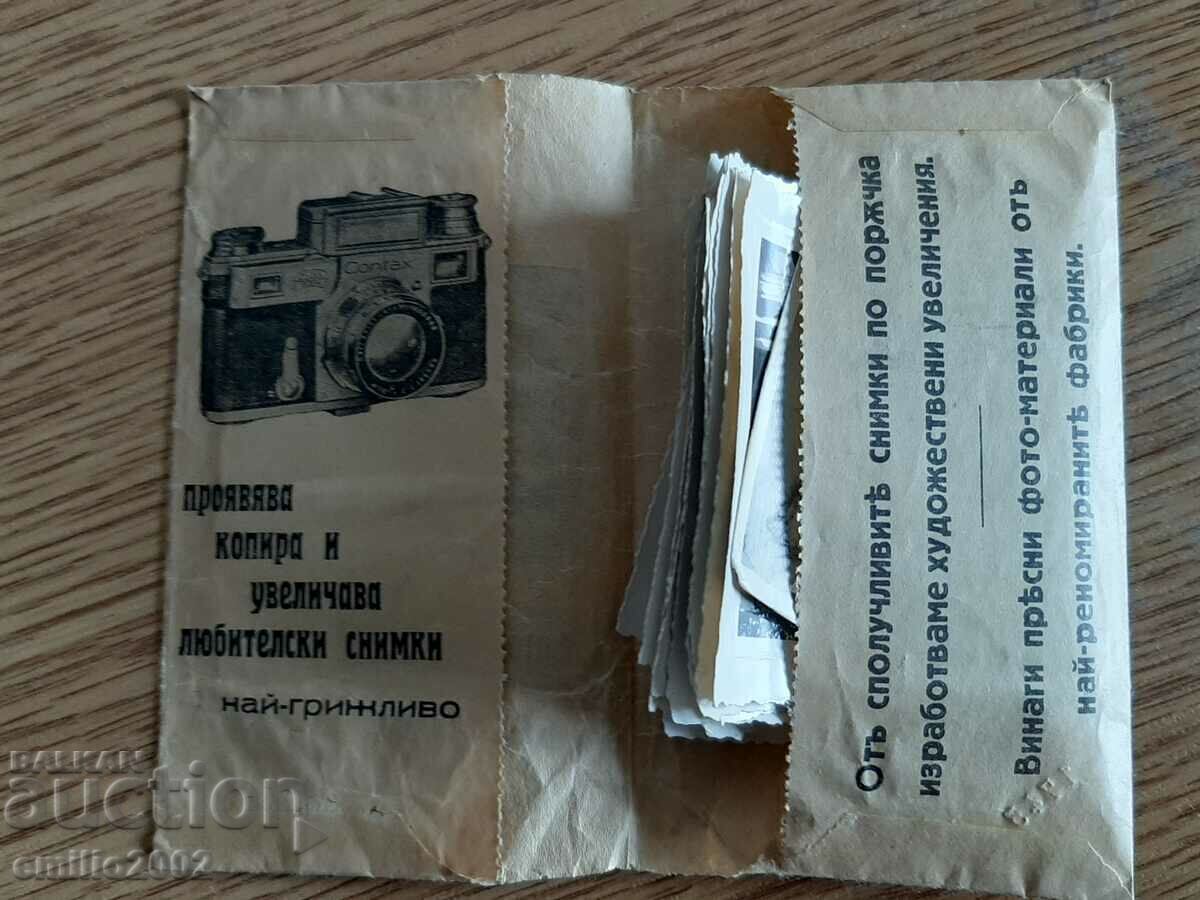 Contax
проявява
копира и
увеличава
любителски снимки
най-грижливо
Отъ сполучливитѣ снимки по порѫчка
изработваме художествени увеличения.
Винаги прѣсни фото-материали отъ
най-реномиранитѣ фабрики.
BALKAN
auction
emilio2002